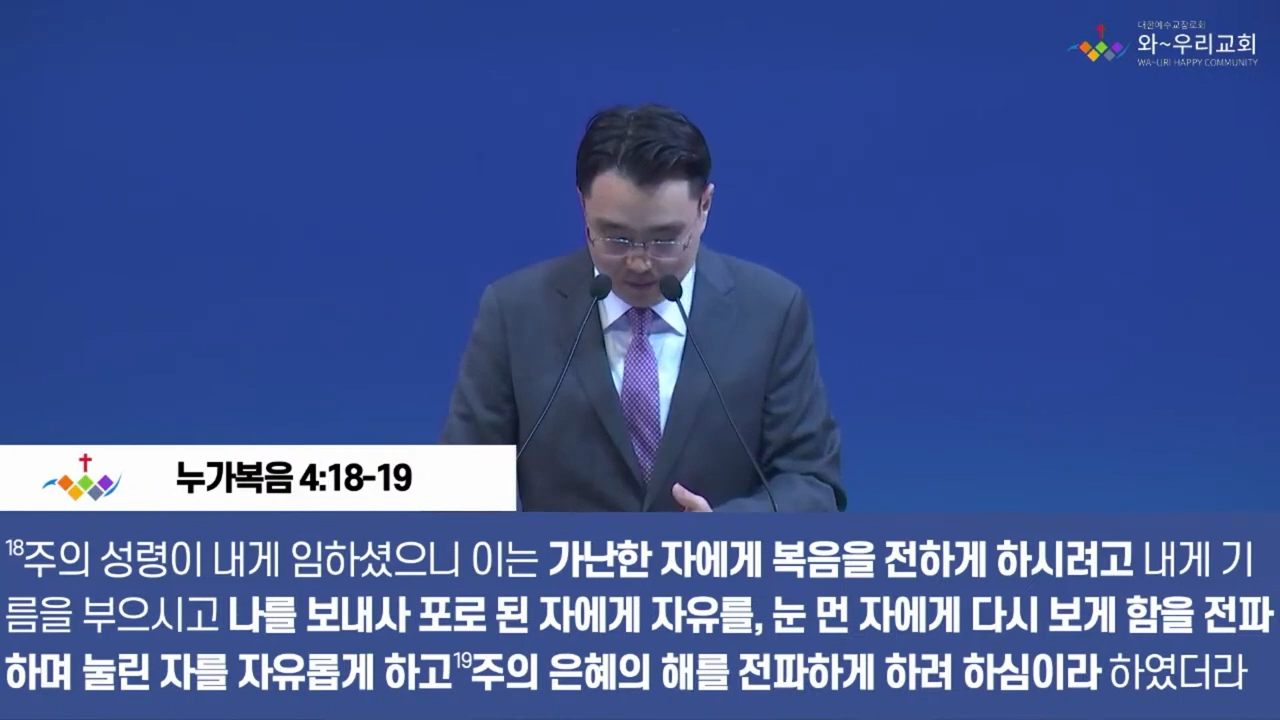 대한예수교장로회
와~우리교회
WA~URI HAPPY COMMUNITY
누가복음 4:18-19
18주의 성령이 내게 임하셨으니 이는 가난한 자에게 복음을 전하게 하시려고 내게 기
름을 부으시고 나를 보내사 포로 된 자에게 자유를, 눈 먼 자에게 다시 보게 함을 전파
하며 눌린 자를 자유롭게 하고19주의 은혜의 해를 전파하게 하려 하심이라 하였더라